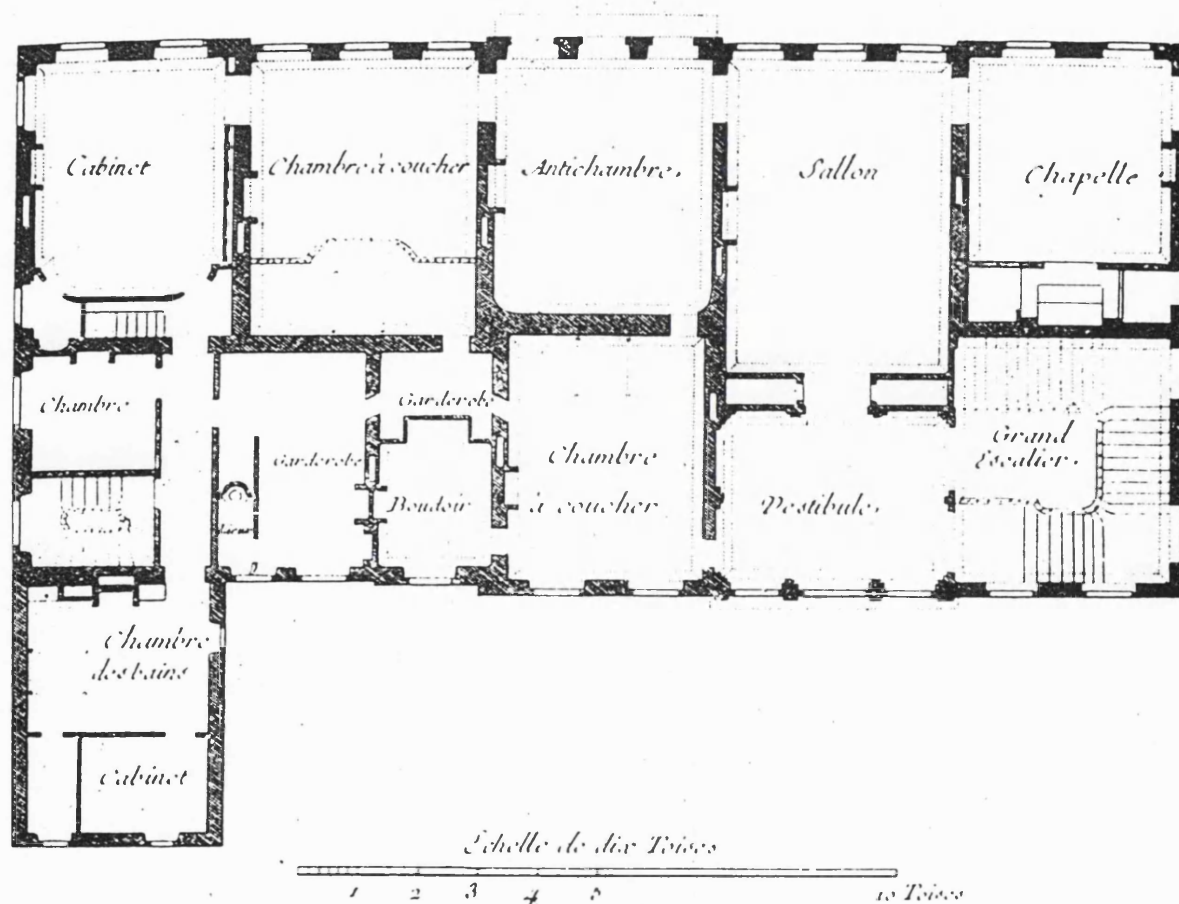 Cabinet
Chambre à coucher
Antichambre.
Sallon
Chapelle
Chambre
Garderobe
Garderobe
Boudoir
Chambre
à coucher
Vestibule.
Grand
Escalier.
Chambre
des bains
Cabinet
Echelle de dix Toises
1 2 3 4 5 10 Toises